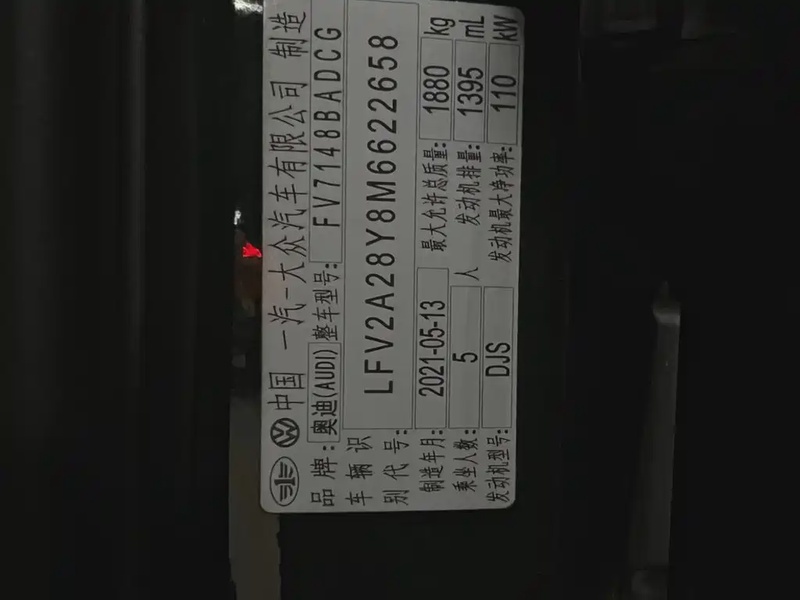 中国 一汽-大众汽车有限公司 制造
品牌: 奥迪(AUDI) 整车型号: FV7148BADCG
车辆识别代号: LFV2A28Y8M6622658
制造年月: 2021-05-13 最大允许总质量: 1880 kg
乘坐人数: 5 人 发动机排量: 1395 mL
发动机型号: DJS 发动机最大净功率: 110 kW